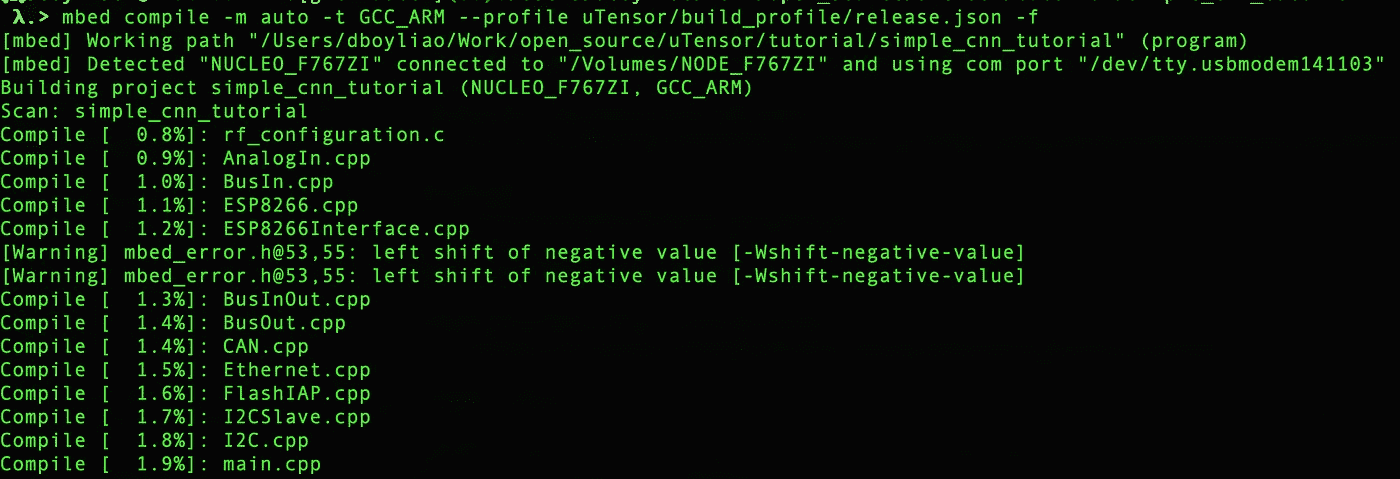 λ.> mbed compile -m auto -t GCC_ARM --profile uTensor/build_profile/release.json -f
[mbed] Working path "/Users/dboyliao/Work/open_source/uTensor/tutorial/simple_cnn_tutorial" (program)
[mbed] Detected "NUCLEO_F767ZI" connected to "/Volumes/NODE_F767ZI" and using com port "/dev/tty.usbmodem141103"
Building project simple_cnn_tutorial (NUCLEO_F767ZI, GCC_ARM)
Scan: simple_cnn_tutorial
Compile [  0.8%]: rf_configuration.c
Compile [  0.9%]: AnalogIn.cpp
Compile [  1.0%]: BusIn.cpp
Compile [  1.1%]: ESP8266.cpp
Compile [  1.2%]: ESP8266Interface.cpp
[Warning] mbed_error.h@53,55: left shift of negative value [-Wshift-negative-value]
[Warning] mbed_error.h@53,55: left shift of negative value [-Wshift-negative-value]
Compile [  1.3%]: BusInOut.cpp
Compile [  1.4%]: BusOut.cpp
Compile [  1.4%]: CAN.cpp
Compile [  1.5%]: Ethernet.cpp
Compile [  1.6%]: FlashIAP.cpp
Compile [  1.7%]: I2CSlave.cpp
Compile [  1.8%]: I2C.cpp
Compile [  1.9%]: main.cpp